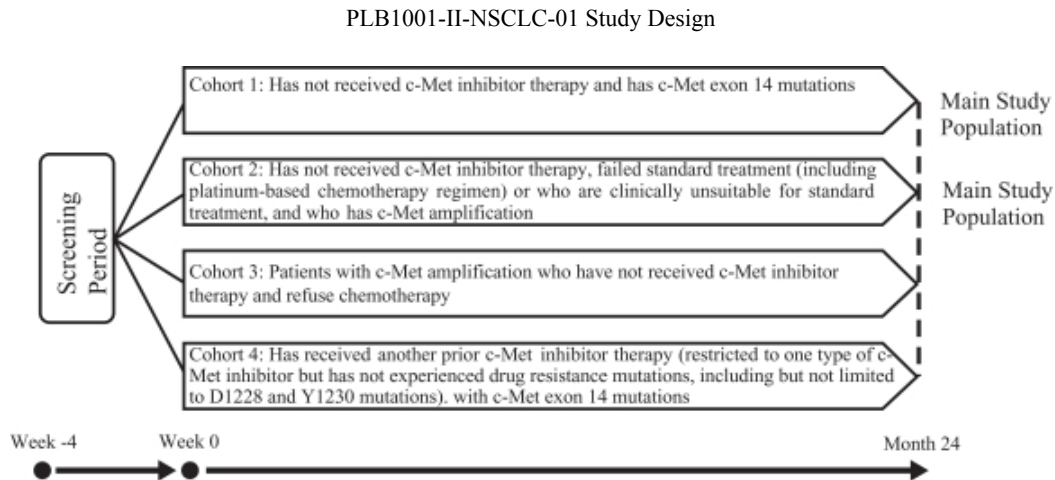 PLB1001-II-NSCLC-01 Study Design
Cohort 1: Has not received c-Met inhibitor therapy and has c-Met exon 14 mutations
Main Study
Population
Cohort 2: Has not received c-Met inhibitor therapy, failed standard treatment (including
platinum-based chemotherapy regimen) or who are clinically unsuitable for standard
treatment, and who has c-Met amplification
Main Study
Population
Screening
Period
Cohort 3: Patients with c-Met amplification who have not received c-Met inhibitor
therapy and refuse chemotherapy
Cohort 4: Has received another prior c-Met inhibitor therapy (restricted to one type of c-
Met inhibitor but has not experienced drug resistance mutations, including but not limited
to D1228 and Y1230 mutations). with c-Met exon 14 mutations
Week -4
Week 0
Month 24